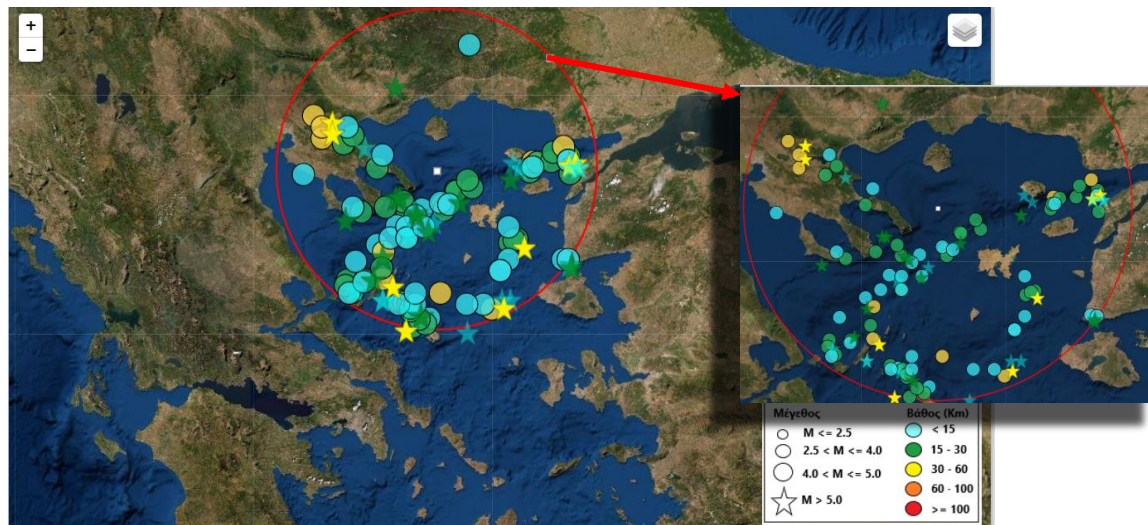 +
−
Μέγεθος
M <= 2.5
2.5 < M <= 4.0
4.0 < M <= 5.0
M > 5.0
Βάθος (Km)
< 15
15 - 30
30 - 60
60 - 100
>= 100